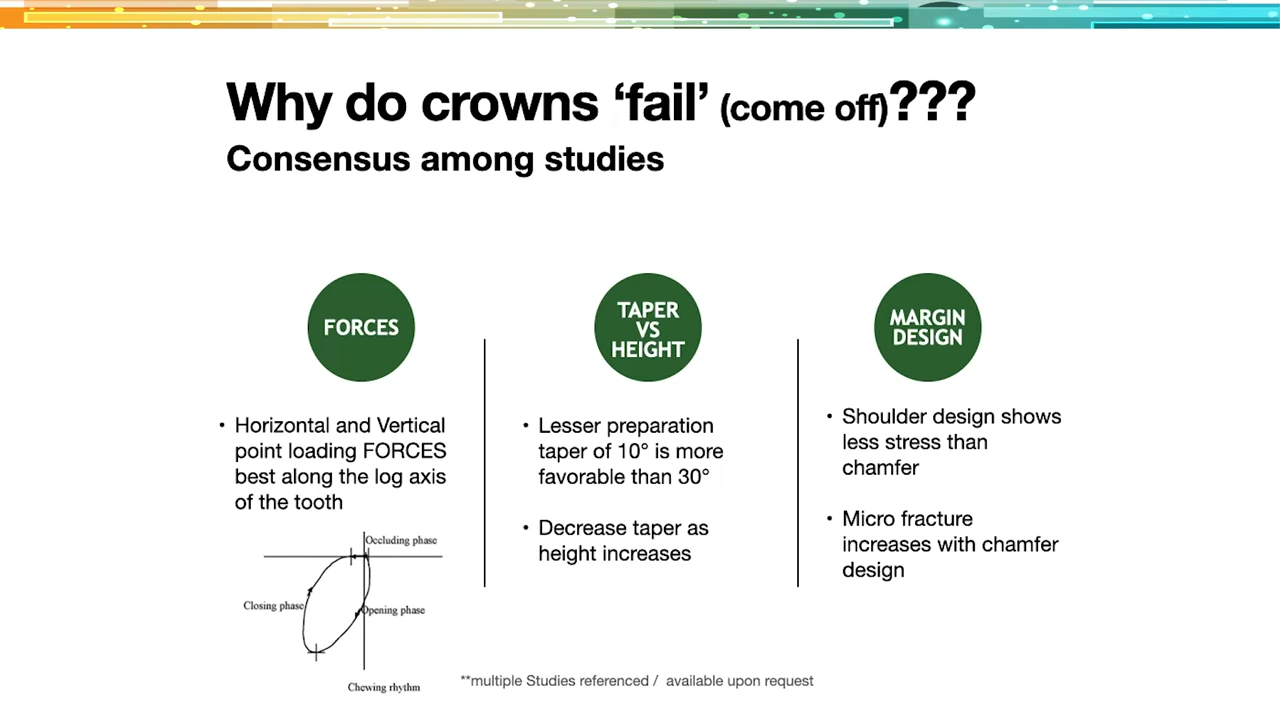 Why do crowns ‘fail’ (come off)???
Consensus among studies
FORCES
• Horizontal and Vertical
point loading FORCES
best along the log axis
of the tooth
Occluding phase
Closing phase
Opening phase
Chewing rhythm
TAPER
VS
HEIGHT
• Lesser preparation
taper of 10° is more
favorable than 30°
• Decrease taper as
height increases
MARGIN
DESIGN
• Shoulder design shows
less stress than
chamfer
• Micro fracture
increases with chamfer
design
**multiple Studies referenced / available upon request